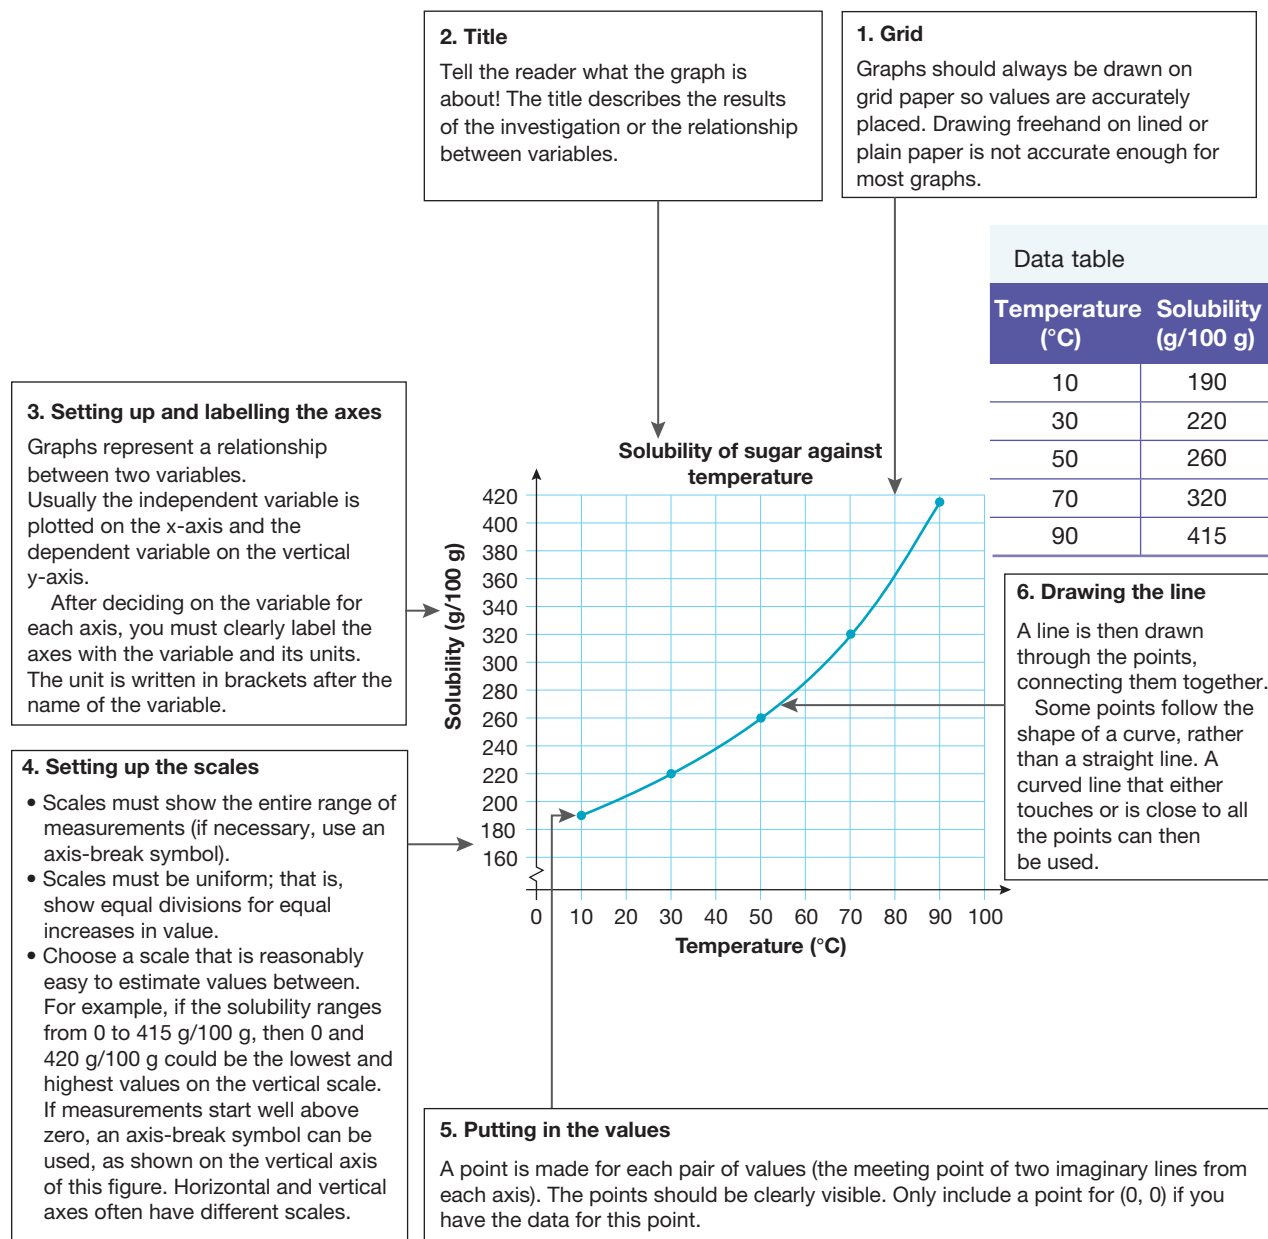 2. Title
Tell the reader what the graph is
about! The title describes the results
of the investigation or the relationship
between variables.
1. Grid
Graphs should always be drawn on
grid paper so values are accurately
placed. Drawing freehand on lined or
plain paper is not accurate enough for
most graphs.
Data table
Temperature Solubility
(°C) (g/100 g)
10 190
30 220
50 260
70 320
90 415
3. Setting up and labelling the axes
Graphs represent a relationship
between two variables.
Usually the independent variable is
plotted on the x-axis and the
dependent variable on the vertical
y-axis.
After deciding on the variable for
each axis, you must clearly label the
axes with the variable and its units.
The unit is written in brackets after the
name of the variable.
Solubility of sugar against
temperature
Solubility (g/100 g)
420
400
380
360
340
320
300
280
260
240
220
200
180
160
0 10 20 30 40 50 60 70 80 90 100
Temperature (°C)
6. Drawing the line
A line is then drawn
through the points,
connecting them together.
Some points follow the
shape of a curve, rather
than a straight line. A
curved line that either
touches or is close to all
the points can then
be used.
4. Setting up the scales
• Scales must show the entire range of
measurements (if necessary, use an
axis-break symbol).
• Scales must be uniform; that is,
show equal divisions for equal
increases in value.
• Choose a scale that is reasonably
easy to estimate values between.
For example, if the solubility ranges
from 0 to 415 g/100 g, then 0 and
420 g/100 g could be the lowest and
highest values on the vertical scale.
If measurements start well above
zero, an axis-break symbol can be
used, as shown on the vertical axis
of this figure. Horizontal and vertical
axes often have different scales.
5. Putting in the values
A point is made for each pair of values (the meeting point of two imaginary lines from
each axis). The points should be clearly visible. Only include a point for (0, 0) if you
have the data for this point.